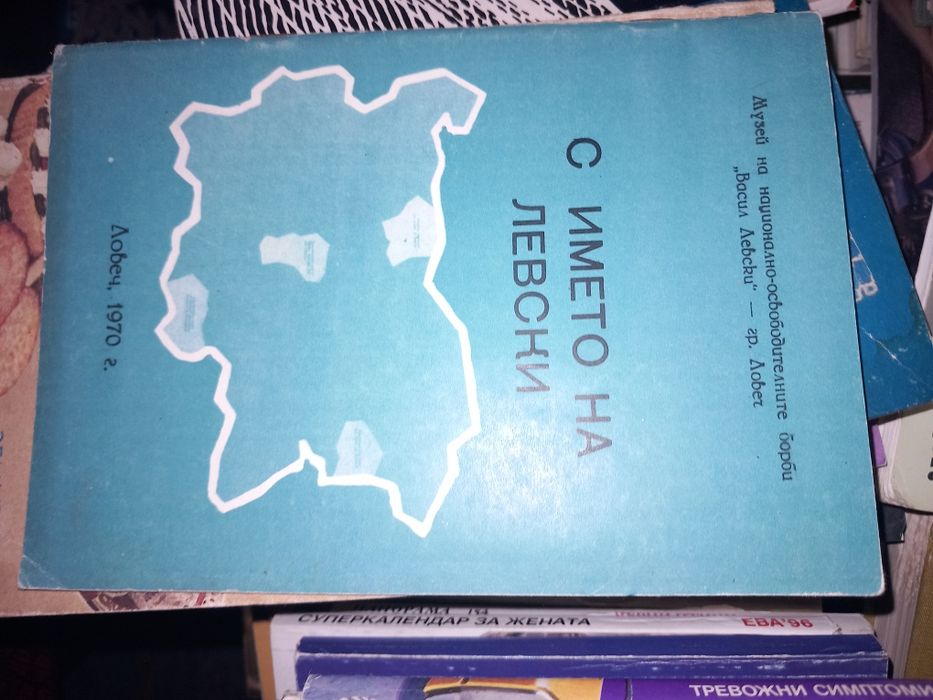 Музей на национално-освободителните борби
„Васил Левски“ — гр. Ловеч
С ИМЕТО НА
ЛЕВСКИ
Ловеч, 1970 г.
ПАНОРАМА
СУПЕРКАЛЕНДАР ЗА ЖЕНАТА
ЕВА'96
ТРЕВОЖНИ СИМПТОМИ